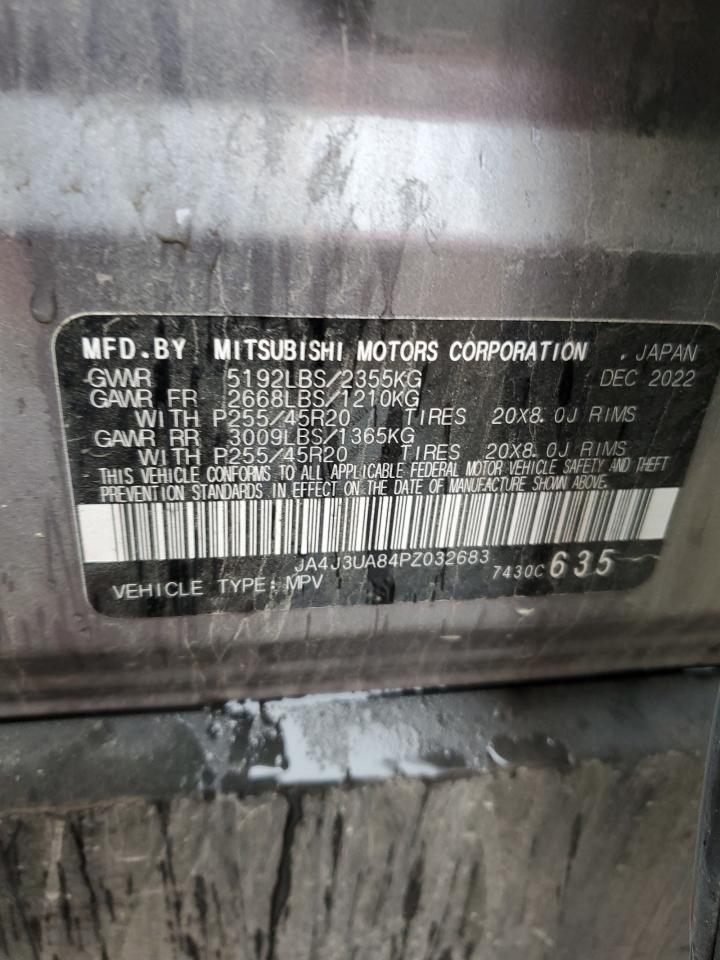 MFD.BY MITSUBISHI MOTORS CORPORATION . JAPAN
GVWR 5192LBS/2355KG DEC 2022
GAWR FR 2668LBS/1210KG
WITH P255/45R20 TIRES 20X8.0J RIMS
GAWR RR 3009LBS/1365KG
WITH P255/45R20 TIRES 20X8.0J RIMS
THIS VEHICLE CONFORMS TO ALL APPLICABLE FEDERAL MOTOR VEHICLE SAFETY AND THEFT
PREVENTION STANDARDS IN EFFECT ON THE DATE OF MANUFACTURE SHOWN ABOVE.
JA4J3UA84PZ032683
VEHICLE TYPE: MPV 7430C 635